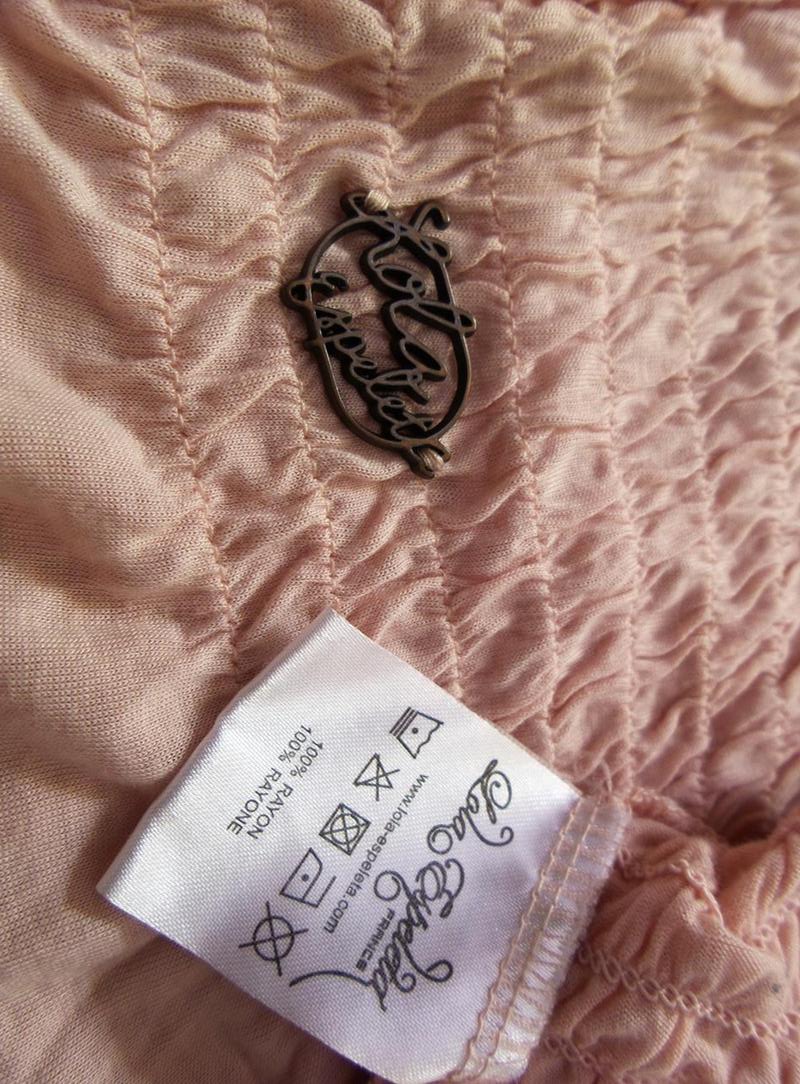 Lola
Espeleta
Lola Espeleta
FRANCE
www.lola-espeleta.com
100% RAYON
100% RAYONE